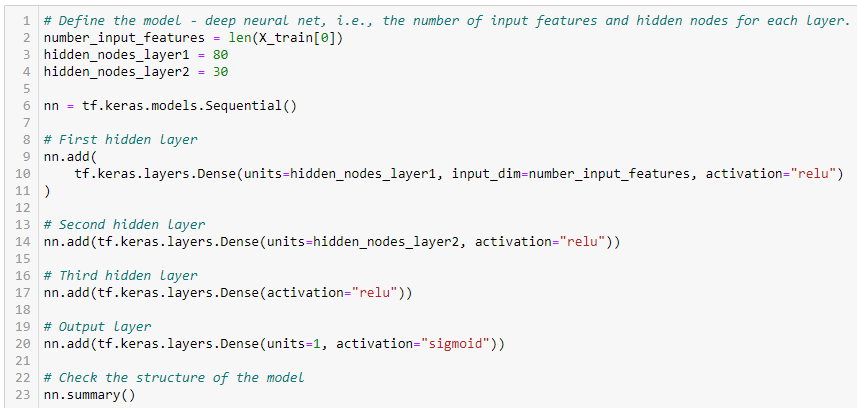 1 # Define the model - deep neural net, i.e., the number of input features and hidden nodes for each layer.
2 number_input_features = len(X_train[0])
3 hidden_nodes_layer1 = 80
4 hidden_nodes_layer2 = 30
5
6 nn = tf.keras.models.Sequential()
7
8 # First hidden layer
9 nn.add(
10     tf.keras.layers.Dense(units=hidden_nodes_layer1, input_dim=number_input_features, activation="relu")
11 )
12
13 # Second hidden layer
14 nn.add(tf.keras.layers.Dense(units=hidden_nodes_layer2, activation="relu"))
15
16 # Third hidden layer
17 nn.add(tf.keras.layers.Dense(activation="relu"))
18
19 # Output layer
20 nn.add(tf.keras.layers.Dense(units=1, activation="sigmoid"))
21
22 # Check the structure of the model
23 nn.summary()